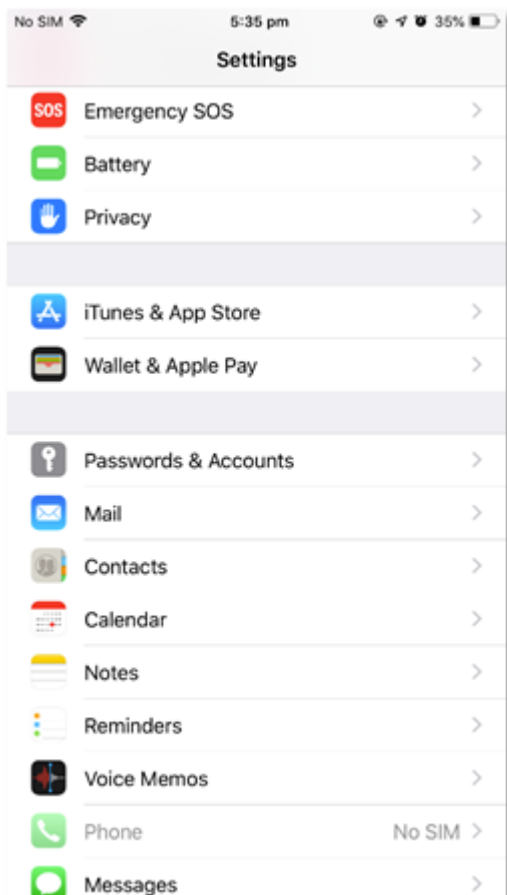 No SIM 5:35 pm 35%
Settings
SOS Emergency SOS
Battery
Privacy
iTunes & App Store
Wallet & Apple Pay
Passwords & Accounts
Mail
Contacts
Calendar
Notes
Reminders
Voice Memos
Phone No SIM
Messages